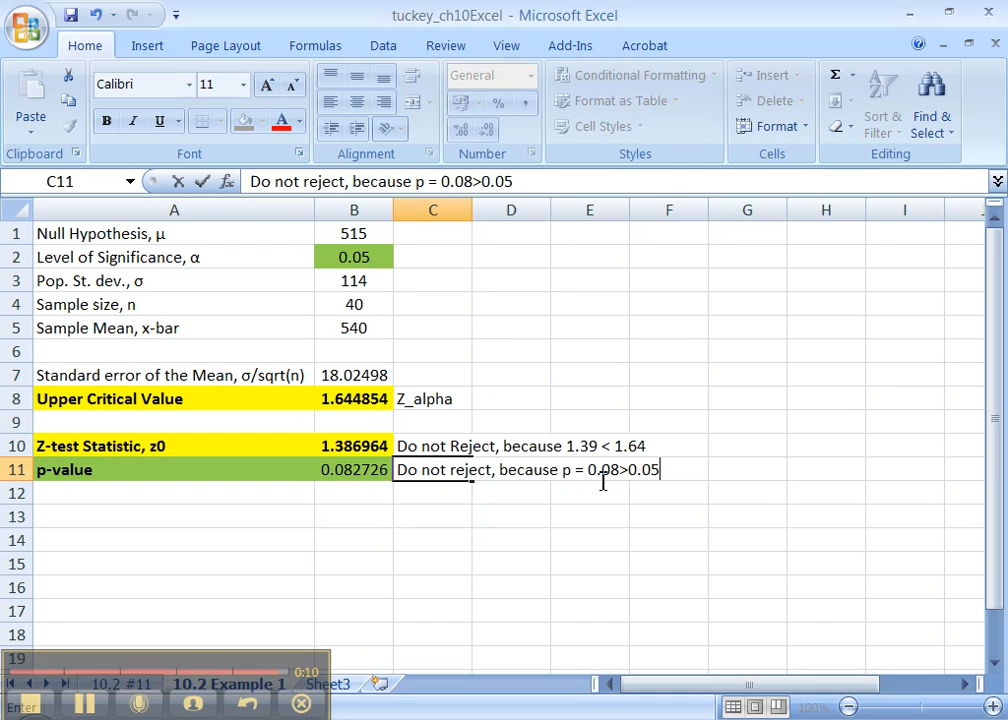 tuckey_ch10Excel - Microsoft Excel
Home Insert Page Layout Formulas Data Review View Add-Ins Acrobat
Paste
Calibri 11
General
Conditional Formatting
Format as Table
Cell Styles
Insert
Delete
Format
Sort & Filter
Find & Select
Clipboard Font Alignment Number Styles Cells Editing
C11 Do not reject, because p = 0.08>0.05
A B C D E F G H I
1 Null Hypothesis, μ 515
2 Level of Significance, α 0.05
3 Pop. St. dev., σ 114
4 Sample size, n 40
5 Sample Mean, x-bar 540
6
7 Standard error of the Mean, σ/sqrt(n) 18.02498
8 Upper Critical Value 1.644854 Z_alpha
9
10 Z-test Statistic, z0 1.386964 Do not Reject, because 1.39 < 1.64
11 p-value 0.082726 Do not reject, because p = 0.08>0.05
12
13
14
15
16
17
18
19
0:10
10.2 #11 10.2 Example 1 Sheet3
Enter 100%